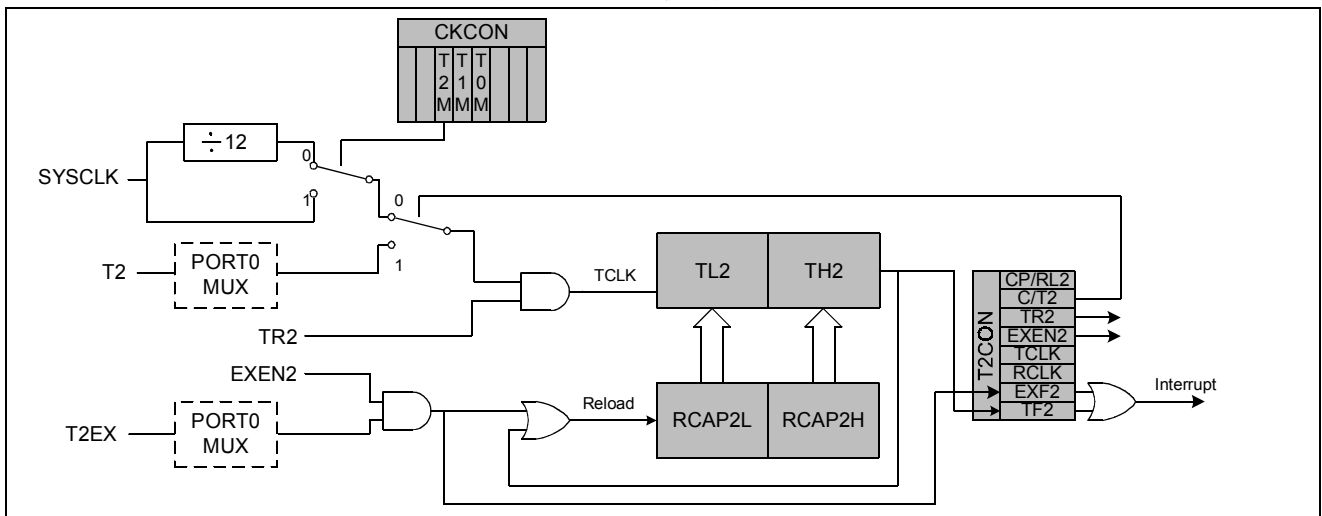 CKCON
T2M
T1M
T0M
÷12
0
SYSCLK
1
0
T2
PORT0
MUX
1
TCLK
TL2
TH2
TR2
EXEN2
T2EX
PORT0
MUX
Reload
RCAP2L
RCAP2H
T2CON
CP/RL2
C/T2
TR2
EXEN2
TCLK
RCLK
EXF2
TF2
Interrupt